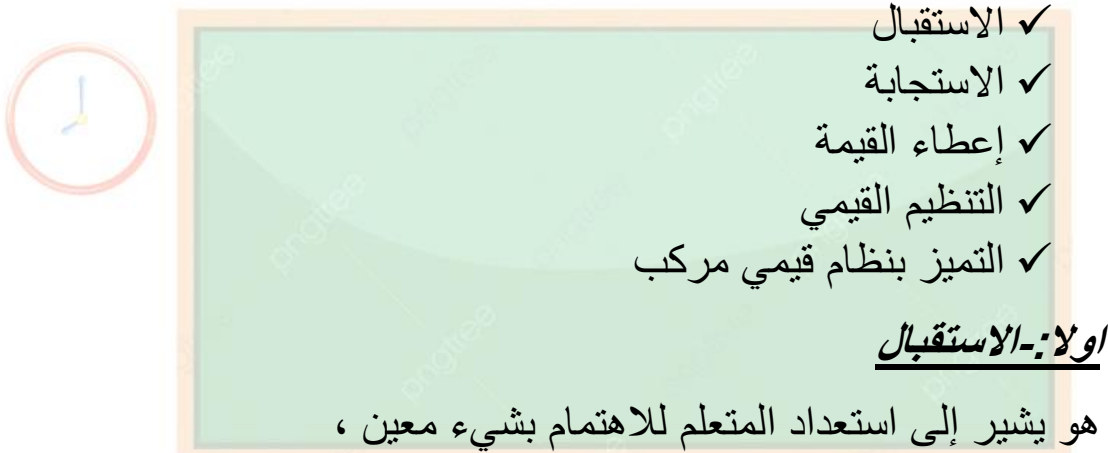 ✓ الاستقبال
✓ الاستجابة
✓ إعطاء القيمة
✓ التنظيم القيمي
✓ التميز بنظام قيمي مركب
اولا:-الاستقبال
هو يشير إلى استعداد المتعلم للاهتمام بشيء معين ،